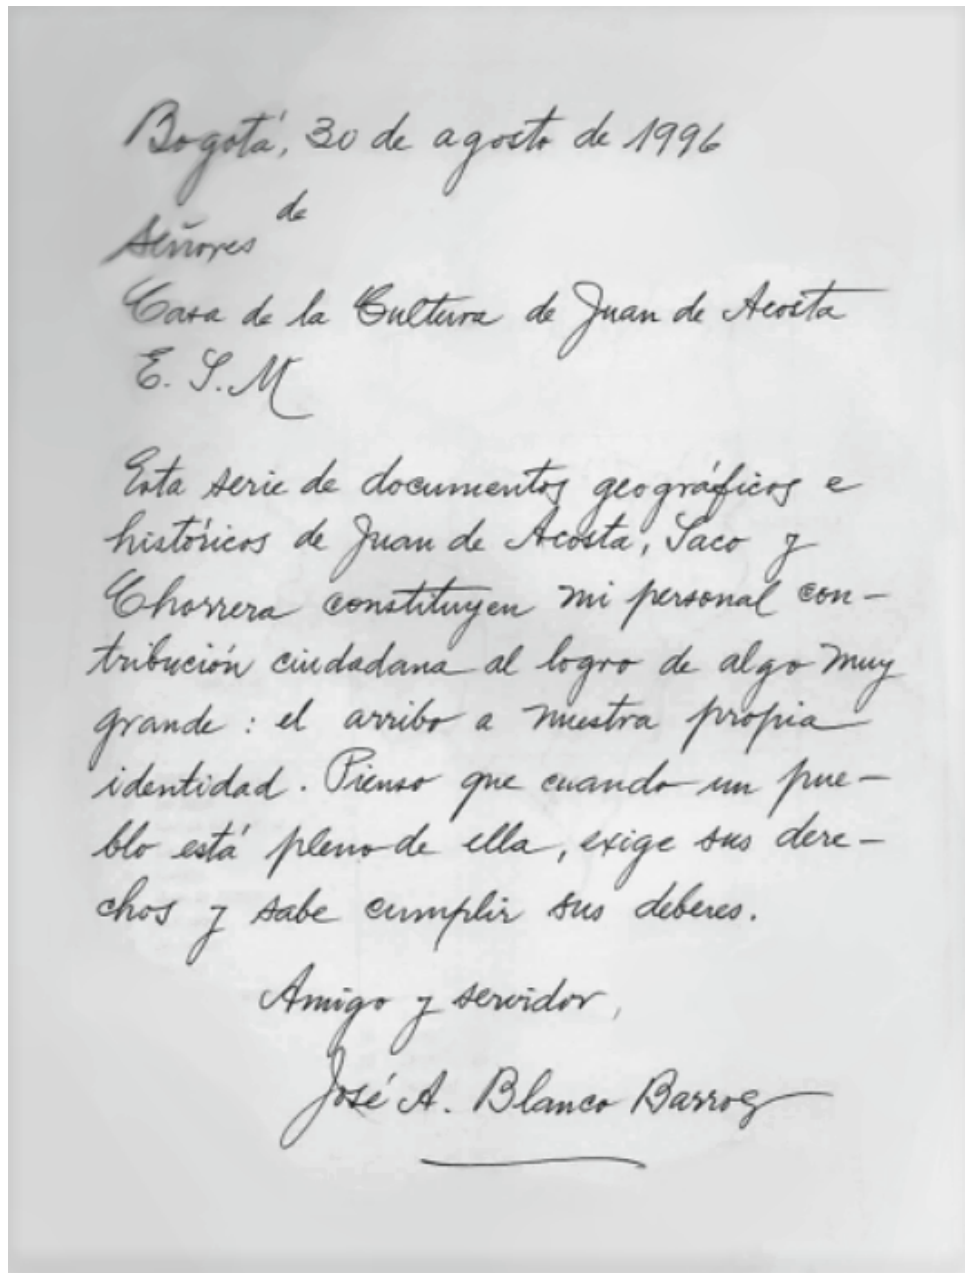 Bogotá, 30 de agosto de 1996
de
Señores
Casa de la Cultura de Juan de Acosta
E. S. M
Esta serie de documentos geográficos e
históricos de Juan de Acosta, Saco y
Chorrera constituyen mi personal con-
tribución ciudadana al logro de algo muy
grande: el arribo a nuestra propia
identidad. Pienso que cuando un pue-
blo está pleno de ella, exige sus dere-
chos y sabe cumplir sus deberes.
Amigo y servidor,
José A. Blanco Barros